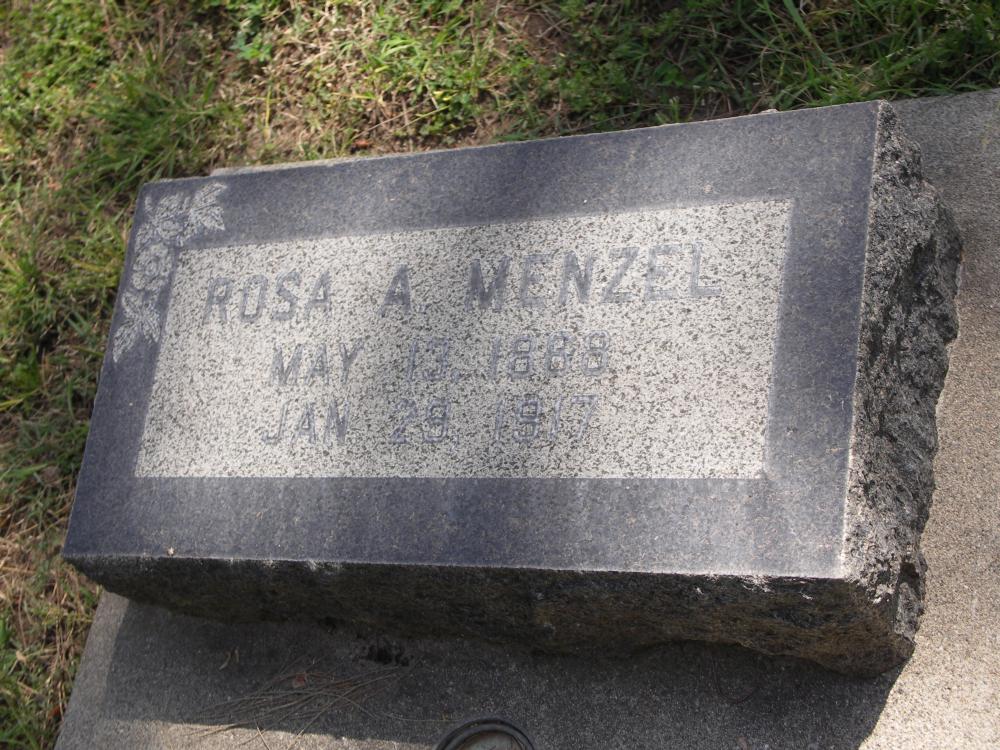 ROSA A. MENZEL
MAY 13, 1888
JAN 29, 1917